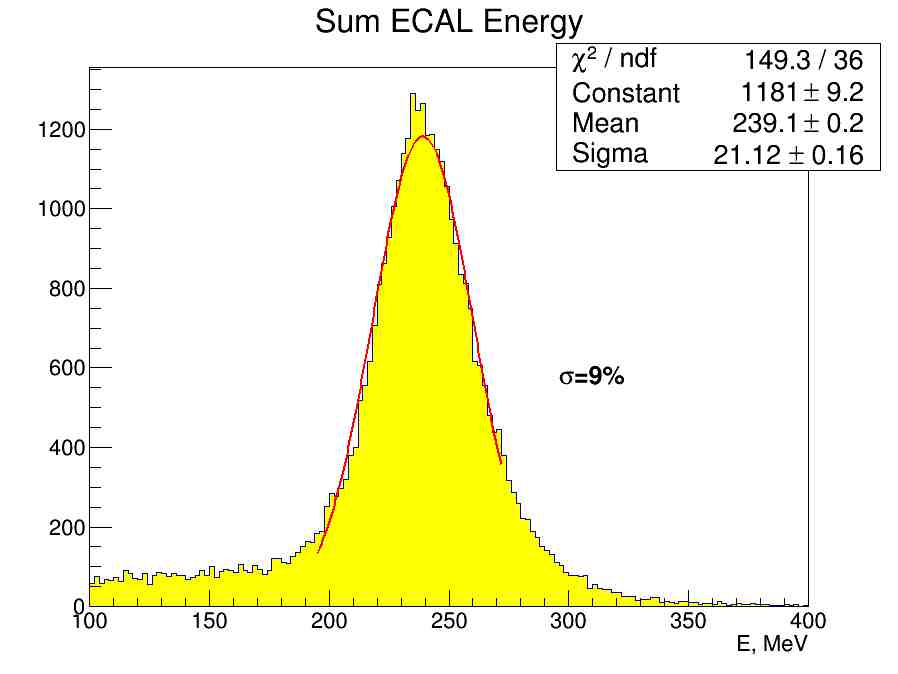 Sum ECAL Energy
χ² / ndf 149.3 / 36
Constant 1181 ± 9.2
Mean 239.1 ± 0.2
Sigma 21.12 ± 0.16
1200
1000
800
600
σ=9%
400
200
0
100 150 200 250 300 350 400
E, MeV